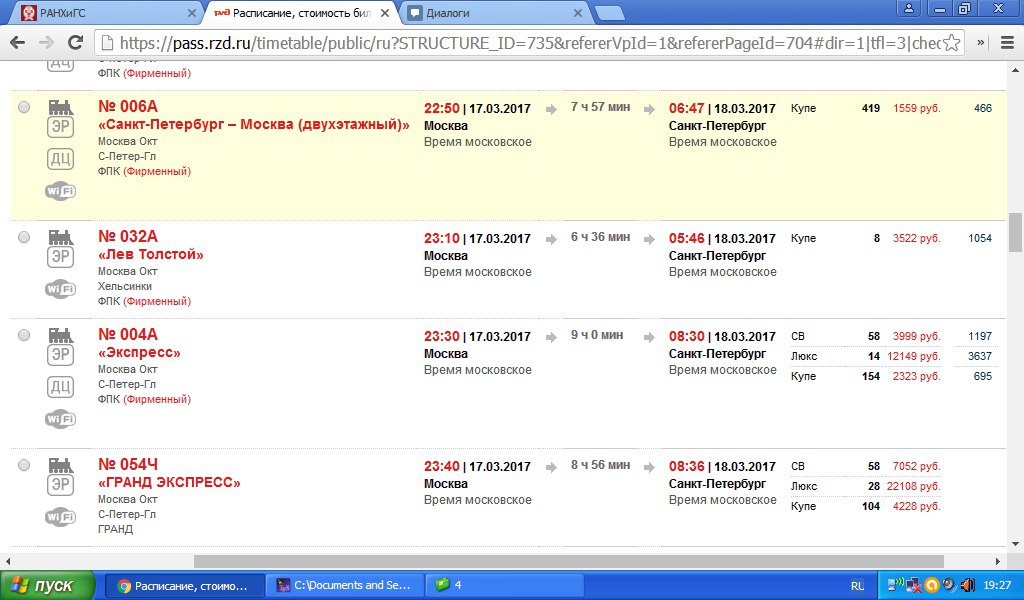 РАНХиГС
ржд Расписание, стоимость бил
Диалоги
https://pass.rzd.ru/timetable/public/ru?STRUCTURE_ID=735&refererVpId=1&refererPageId=704#dir=1|tfl=3|chec
ДЦ
ФПК (Фирменный)
№ 006А 22:50 | 17.03.2017 7 ч 57 мин 06:47 | 18.03.2017 Купе 419 1559 руб. 466
ЭР «Санкт-Петербург – Москва (двухэтажный)» Москва Санкт-Петербург
Москва Окт Время московское Время московское
ДЦ С-Петер-Гл
ФПК (Фирменный)
WiFi
№ 032А 23:10 | 17.03.2017 6 ч 36 мин 05:46 | 18.03.2017 Купе 8 3522 руб. 1054
ЭР «Лев Толстой» Москва Санкт-Петербург
Москва Окт Время московское Время московское
WiFi Хельсинки
ФПК (Фирменный)
№ 004А 23:30 | 17.03.2017 9 ч 0 мин 08:30 | 18.03.2017 СВ 58 3999 руб. 1197
ЭР «Экспресс» Москва Санкт-Петербург Люкс 14 12149 руб. 3637
Москва Окт Время московское Время московское Купе 154 2323 руб. 695
ДЦ С-Петер-Гл
ФПК (Фирменный)
WiFi
№ 054Ч 23:40 | 17.03.2017 8 ч 56 мин 08:36 | 18.03.2017 СВ 58 7052 руб.
ЭР «ГРАНД ЭКСПРЕСС» Москва Санкт-Петербург Люкс 28 22108 руб.
Москва Окт Время московское Время московское Купе 104 4228 руб.
WiFi С-Петер-Гл
ГРАНД
пуск Расписание, стоимо... C:\Documents and Se... 4 RU 19:27